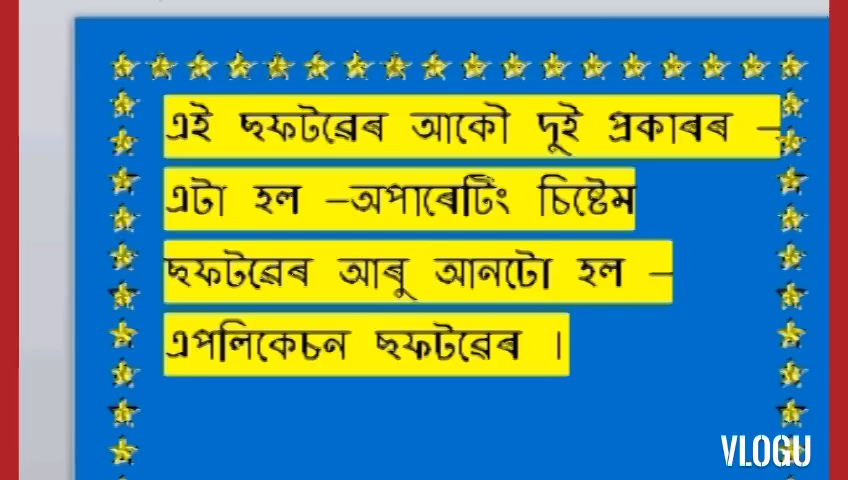 এই ছফটৱেৰ আকৌ দুই প্ৰকাৰৰ –
এটা হল –অপাৰেটিং চিষ্টেম
ছফটৱেৰ আৰু আনটো হল –
এপলিকেচন ছফটৱেৰ ।
VLOGU